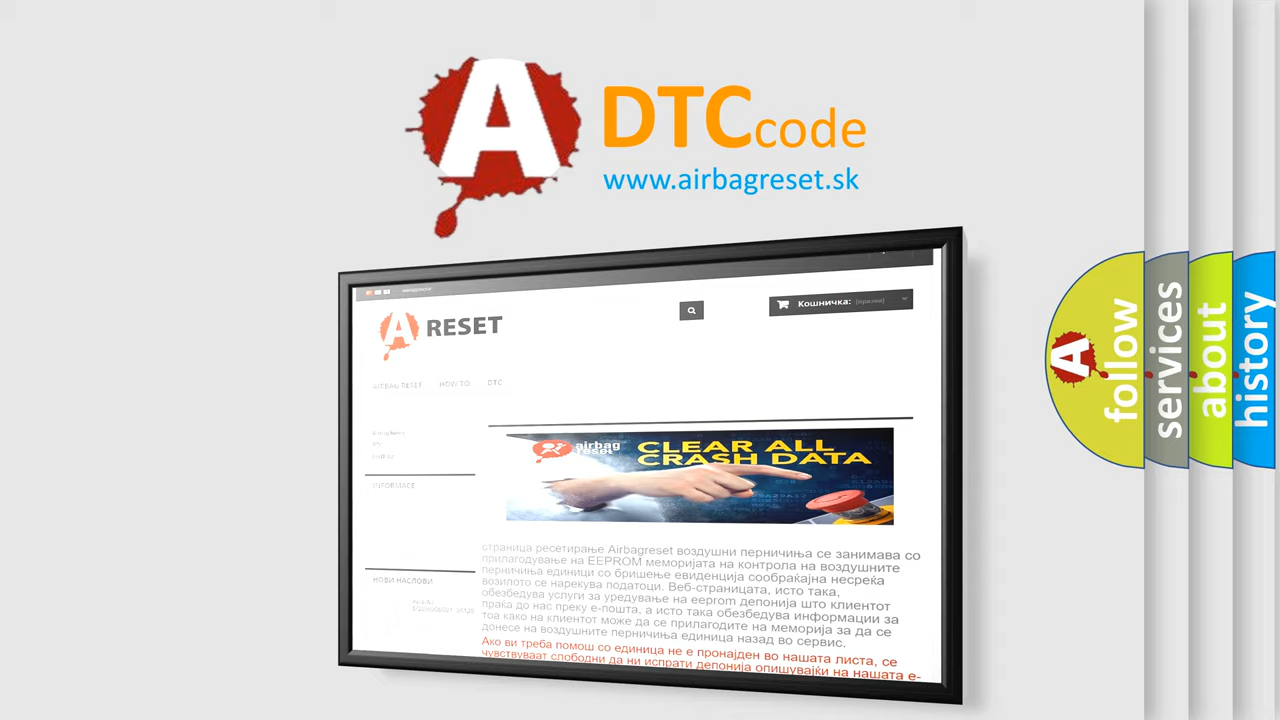 A DTC code
www.airbagreset.sk
Кошничка:
A RESET
AIRBAG RESET HOW TO DTC
airbag
reset
CLEAR ALL
CRASH DATA
INFORMACE
НОВИ НАСЛОВИ
страница ресетирање Airbagreset воздушни перничиња се занимава со
прилагодување на EEPROM меморијата на контрола на воздушните
перничиња единици со бришење евиденција сообраќајна несреќа
возилото се нарекува податоци. Веб-страницата, исто така,
обезбедува услуги за уредување на eeprom депонија што клиентот
праќа до нас преку е-пошта, а исто така обезбедува информации за
тоа како на клиентот може да се прилагодите на меморија за да се
донесе на воздушните перничиња единица назад во сервис.
Ако ви треба помош со единица не е пронајден во нашата листа, се
чувствуваат слободни да ни испрати депонија опишувајќи на нашата е-
A follow
services
about
history